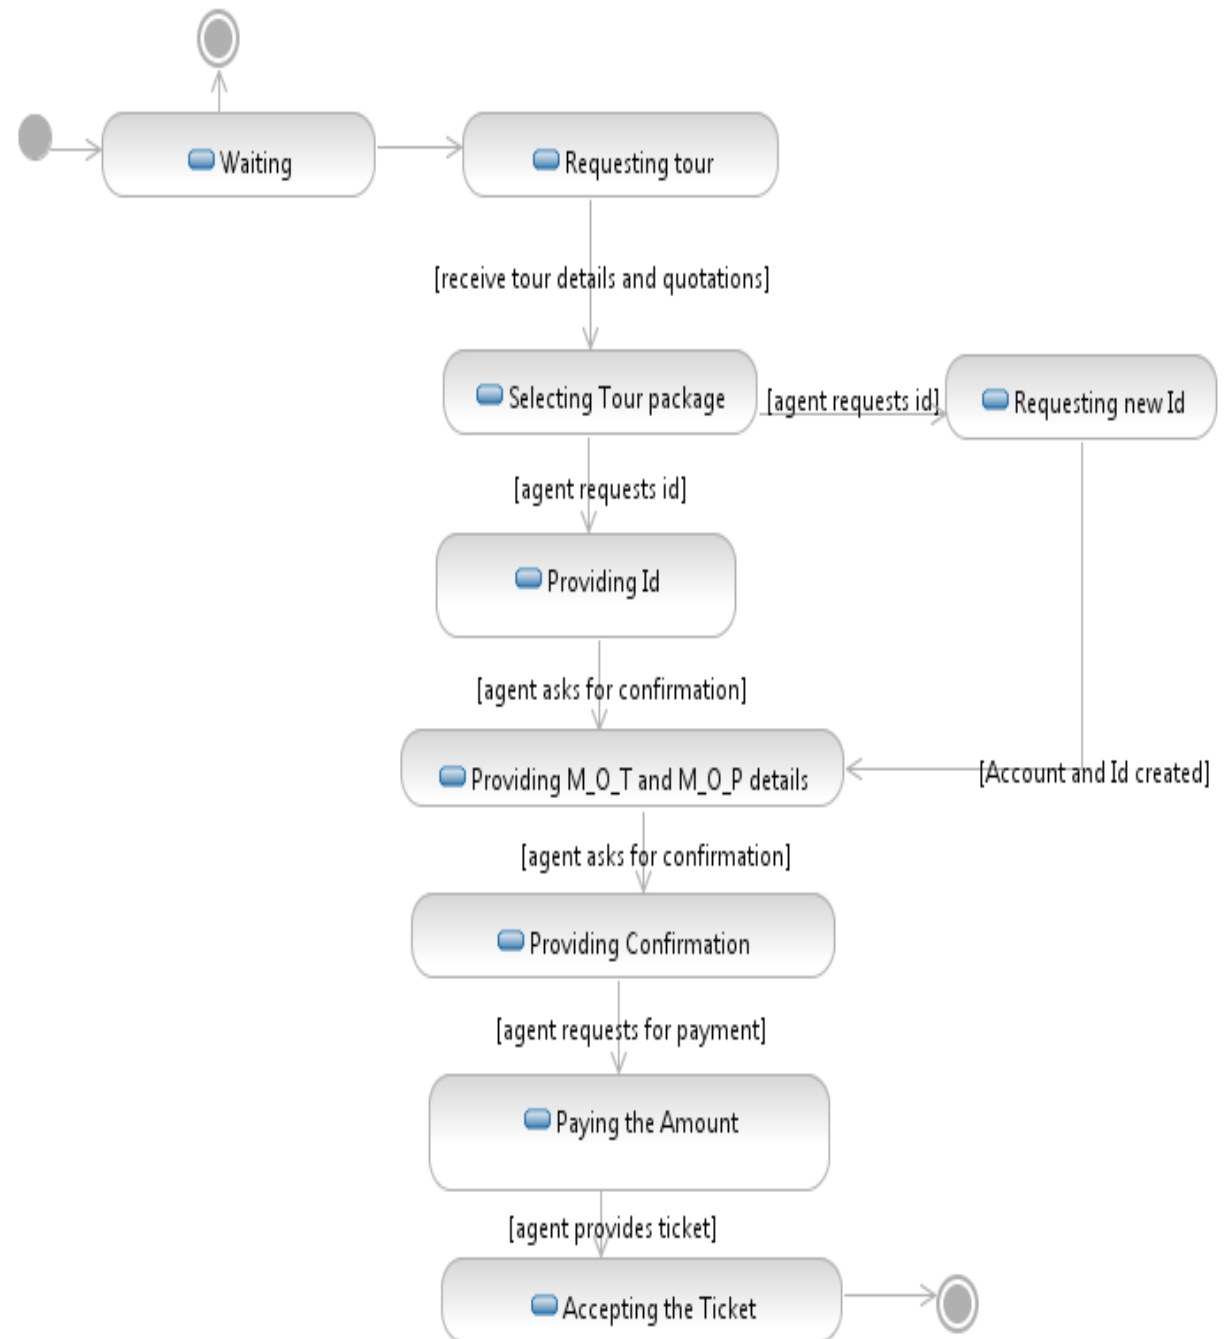 Waiting
Requesting tour
[receive tour details and quotations]
Selecting Tour package
[agent requests id]
Requesting new Id
[agent requests id]
Providing Id
[agent asks for confirmation]
Providing M_O_T and M_O_P details
[Account and Id created]
[agent asks for confirmation]
Providing Confirmation
[agent requests for payment]
Paying the Amount
[agent provides ticket]
Accepting the Ticket